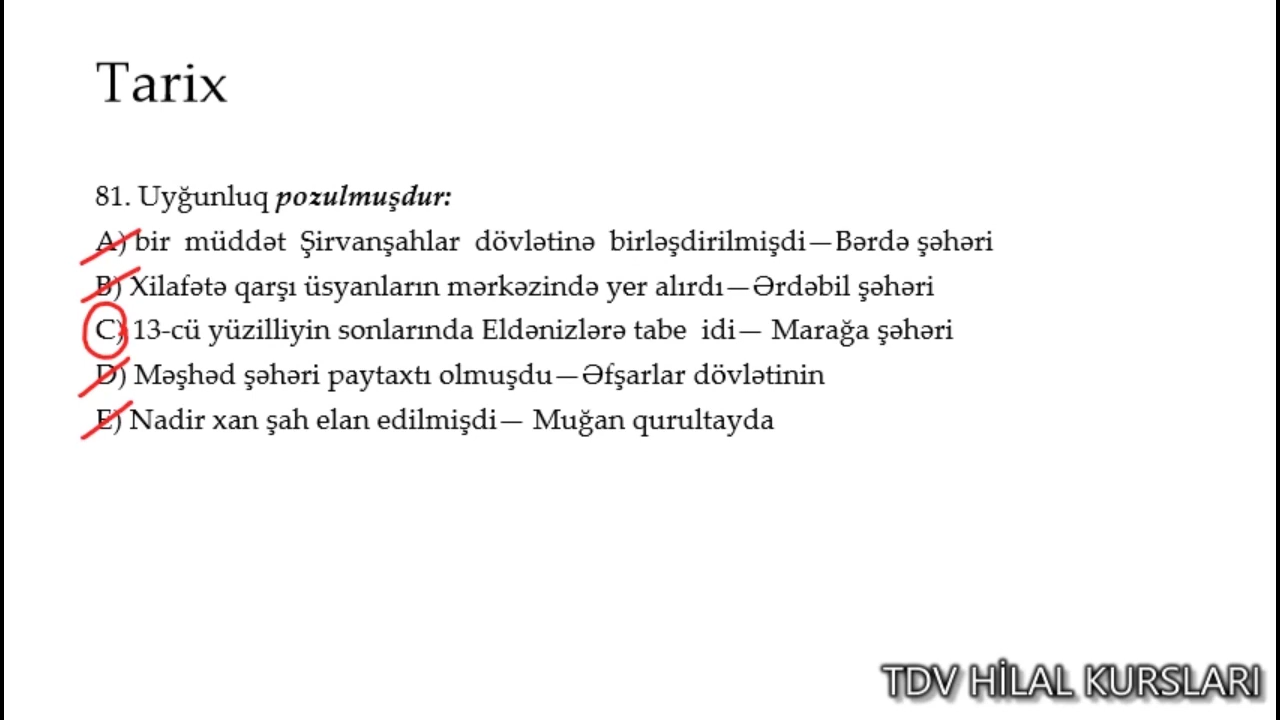 Tarix
81. Uyğunluq pozulmuşdur:
A) bir müddət Şirvanşahlar dövlətinə birləşdirilmişdi—Bərdə şəhəri
B) Xilafətə qarşı üsyanların mərkəzində yer alırdı—Ərdəbil şəhəri
C) 13-cü yüzilliyin sonlarında Eldənizlərə tabe idi— Marağa şəhəri
D) Məşhəd şəhəri paytaxtı olmuşdu—Əfşarlar dövlətinin
E) Nadir xan şah elan edilmişdi— Muğan qurultayda
TDV HİLAL KURSLARI